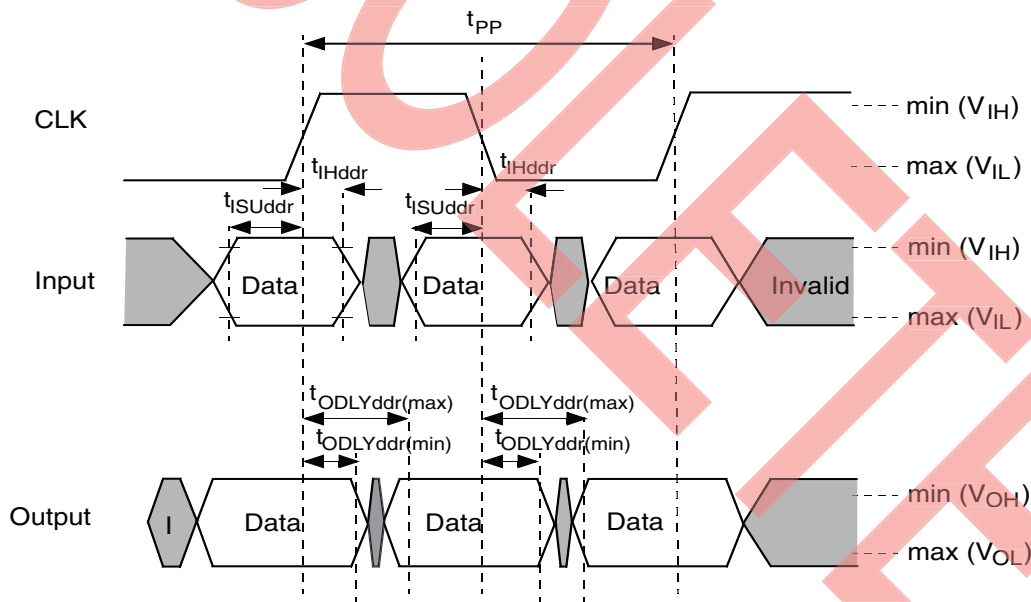 tPP
CLK
min (VIH)
max (VIL)
tIHddr
tIHddr
tISUddr
tISUddr
Input
Data
Data
Data
Invalid
min (VIH)
max (VIL)
tODLYddr(max)
tODLYddr(max)
tODLYddr(min)
tODLYddr(min)
Output
I
Data
Data
Data
min (VOH)
max (VOL)